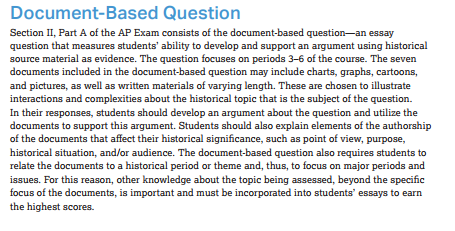 Document-Based Question
Section II, Part A of the AP Exam consists of the document-based question—an essay
question that measures students' ability to develop and support an argument using historical
source material as evidence. The question focuses on periods 3–6 of the course. The seven
documents included in the document-based question may include charts, graphs, cartoons,
and pictures, as well as written materials of varying length. These are chosen to illustrate
interactions and complexities about the historical topic that is the subject of the question.
In their responses, students should develop an argument about the question and utilize the
documents to support this argument. Students should also explain elements of the authorship
of the documents that affect their historical significance, such as point of view, purpose,
historical situation, and/or audience. The document-based question also requires students to
relate the documents to a historical period or theme and, thus, to focus on major periods and
issues. For this reason, other knowledge about the topic being assessed, beyond the specific
focus of the documents, is important and must be incorporated into students' essays to earn
the highest scores.